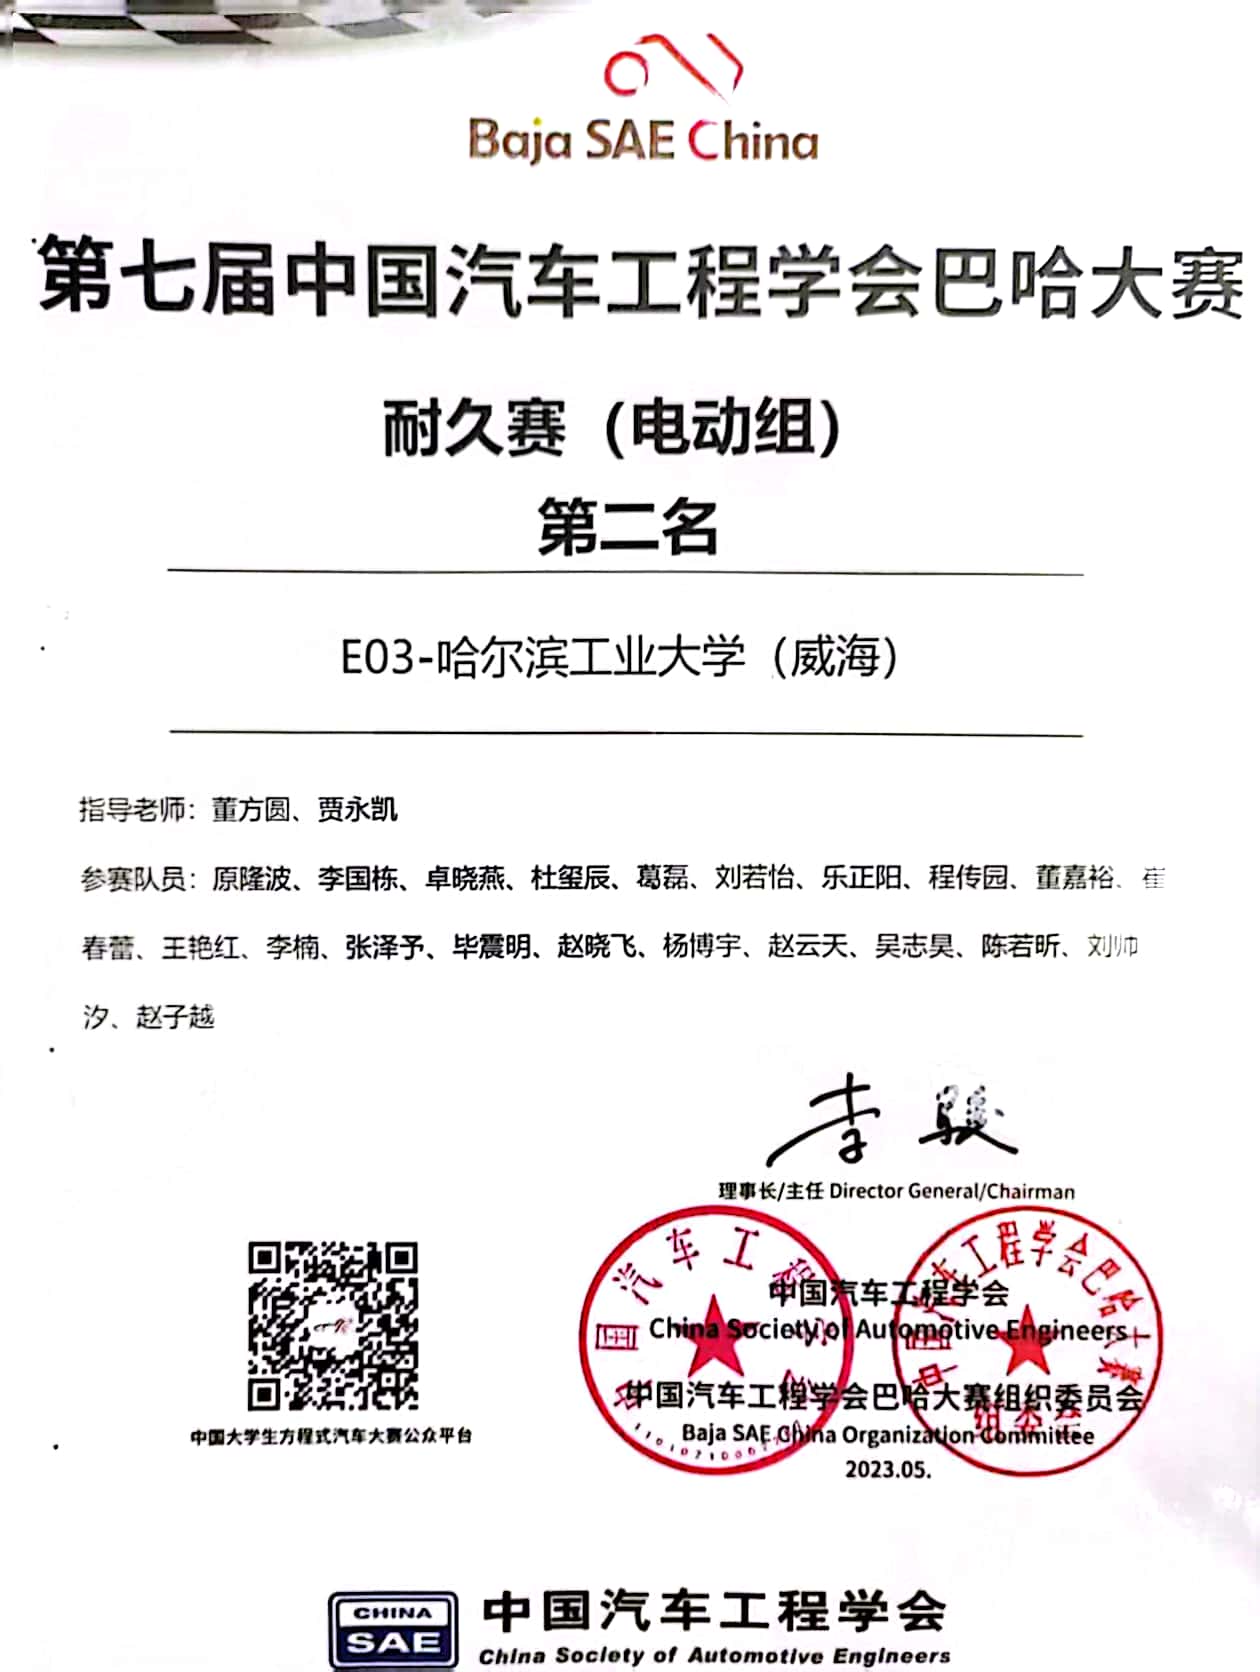 Baja SAE China
第七届中国汽车工程学会巴哈大赛
耐久赛（电动组）
第二名
E03-哈尔滨工业大学（威海）
指导老师：董方圆、贾永凯
参赛队员：原隆波、李国栋、卓晓燕、杜玺辰、葛磊、刘若怡、乐正阳、程传园、董嘉裕、崔
春蕾、王艳红、李楠、张泽予、毕震明、赵晓飞、杨博宇、赵云天、吴志昊、陈若昕、刘帅
汐、赵子越
李骏
理事长/主任 Director General/Chairman
中国汽车工程学会
中国汽车工程学会巴哈大赛
组委会
中国汽车工程学会
China Society of Automotive Engineers
中国汽车工程学会巴哈大赛组织委员会
Baja SAE China Organization Committee
2023.05.
中国大学生方程式汽车大赛公众平台
CHINA
SAE
中国汽车工程学会
China Society of Automotive Engineers